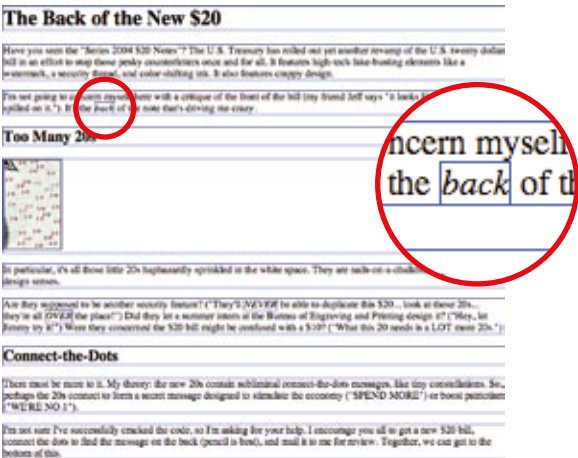 The Back of the New $20
Have you seen the "Series 2004 $20 Notes"? The U.S. Treasury has rolled out yet another revamp of the U.S. twenty dollar
bill in an effort to stop those pesky counterfeiters once and for all. It features high-tech fake-busting elements like a
watermark, a security thread, and color-shifting ink. It also features crappy design.
I'm not going to concern myself here with a critique of the front of the bill (my friend Jeff says "it looks
spilled on it."). It's the back of the note that's driving me crazy.
Too Many 20s
ncern myself
the back of th
In particular, it's all those little 20s haphazardly sprinkled in the white space. They are nails-on-a-chalkboard
design senses.
Are they supposed to be another security feature? ("They'll NEVER be able to duplicate this $20... look at those 20s...
they're all OVER the place!") Did they let a summer intern at the Bureau of Engraving and Printing design it? ("Hey, let
Jimmy try it!") Were they concerned the $20 bill might be confused with a $10? ("What this 20 needs is a LOT more 20s.")
Connect-the-Dots
There must be more to it. My theory: the new 20s contain subliminal connect-the-dots messages, like tiny constellations. So,
perhaps the 20s connect to form a secret message designed to stimulate the economy ("SPEND MORE") or boost patriotism
("WE'RE NO 1").
I'm not sure I've successfully cracked the code, so I'm asking for your help. I encourage you all to get a new $20 bill,
connect the dots to find the message on the back (pencil is best), and mail it to me for review. Together, we can get to the
bottom of this.